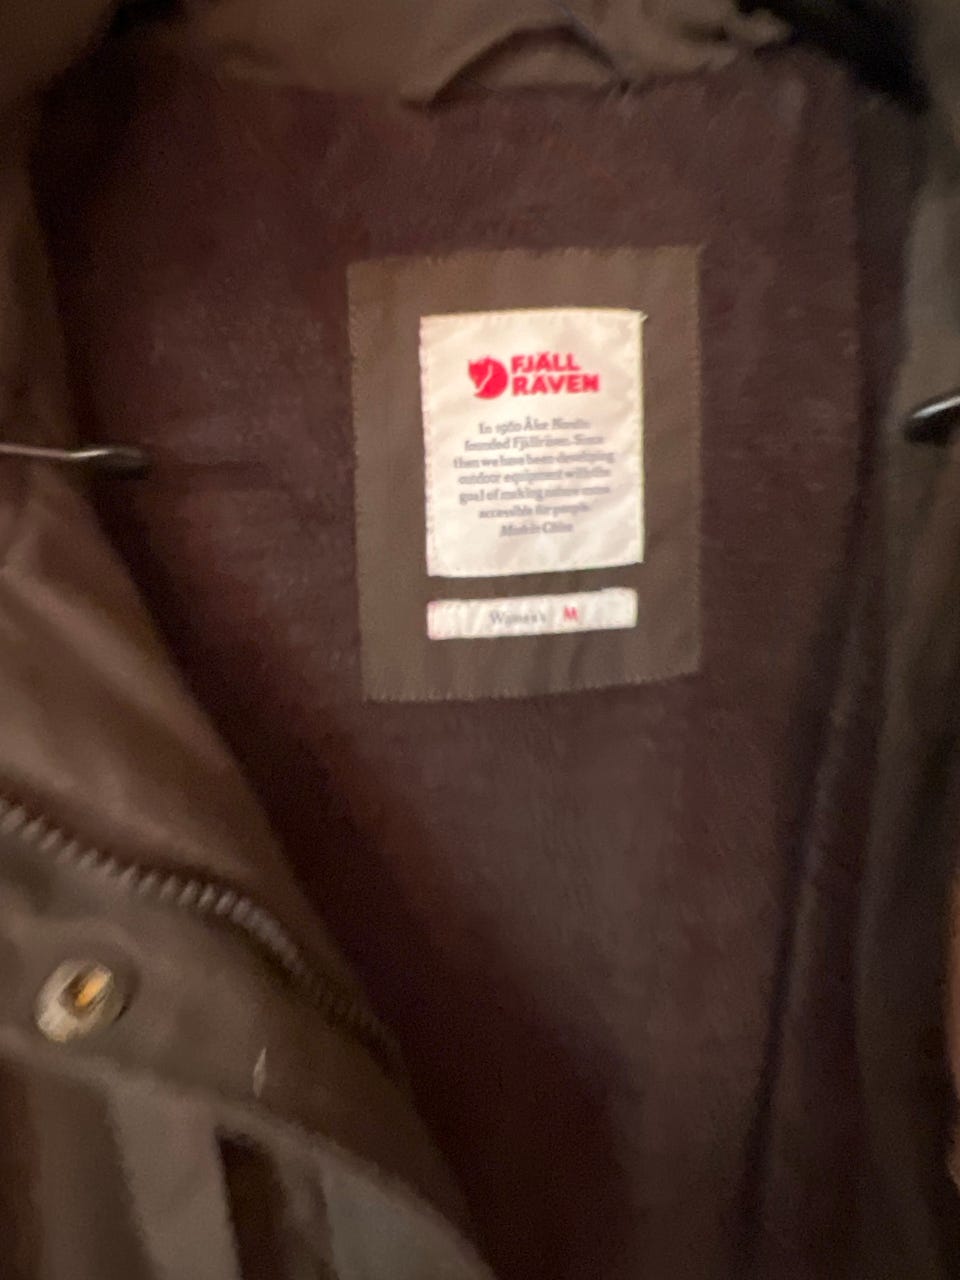 FJÄLL
RÄVEN
In 1960 Åke Nordin
founded Fjällräven. Since
then we have been developing
outdoor equipment with the
goal of making nature more
accessible for people.
Made in China
Women's M